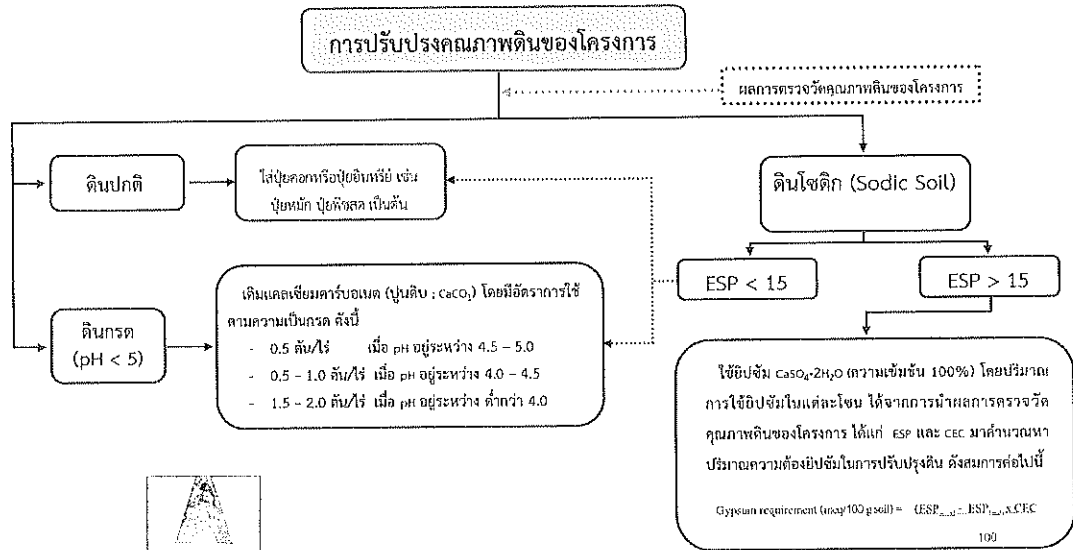 การปรับปรุงคุณภาพดินของโครงการ
ผลการตรวจวัดคุณภาพดินของโครงการ
ดินปกติ
ใส่ปุ๋ยคอกหรือปุ๋ยอินทรีย์ เช่น
ปุ๋ยหมัก ปุ๋ยพืชสด เป็นต้น
ดินโซดิก (Sodic Soil)
ESP < 15
ESP > 15
ดินกรด
(pH < 5)
เติมแคลเซียมคาร์บอเนต (ปูนดิบ ; CaCO₃) โดยมีอัตราการใช้
ตามความเป็นกรด ดังนี้
- 0.5 ตัน/ไร่ เมื่อ pH อยู่ระหว่าง 4.5 – 5.0
- 0.5 – 1.0 ตัน/ไร่ เมื่อ pH อยู่ระหว่าง 4.0 – 4.5
- 1.5 – 2.0 ตัน/ไร่ เมื่อ pH อยู่ระหว่าง ต่ำกว่า 4.0
ใช้ยิปซัม CaSO₄·2H₂O (ความเข้มข้น 100%) โดยปริมาณ
การใช้ยิปซัมในแต่ละโซน ได้จากการนำผลการตรวจวัด
คุณภาพดินของโครงการ ได้แก่ ESP และ CEC มาคำนวณหา
ปริมาณความต้องยิปซัมในการปรับปรุงดิน ดังสมการต่อไปนี้
Gypsum requirement (meq/100 g soil) = (ESP - ESP) x CEC
100